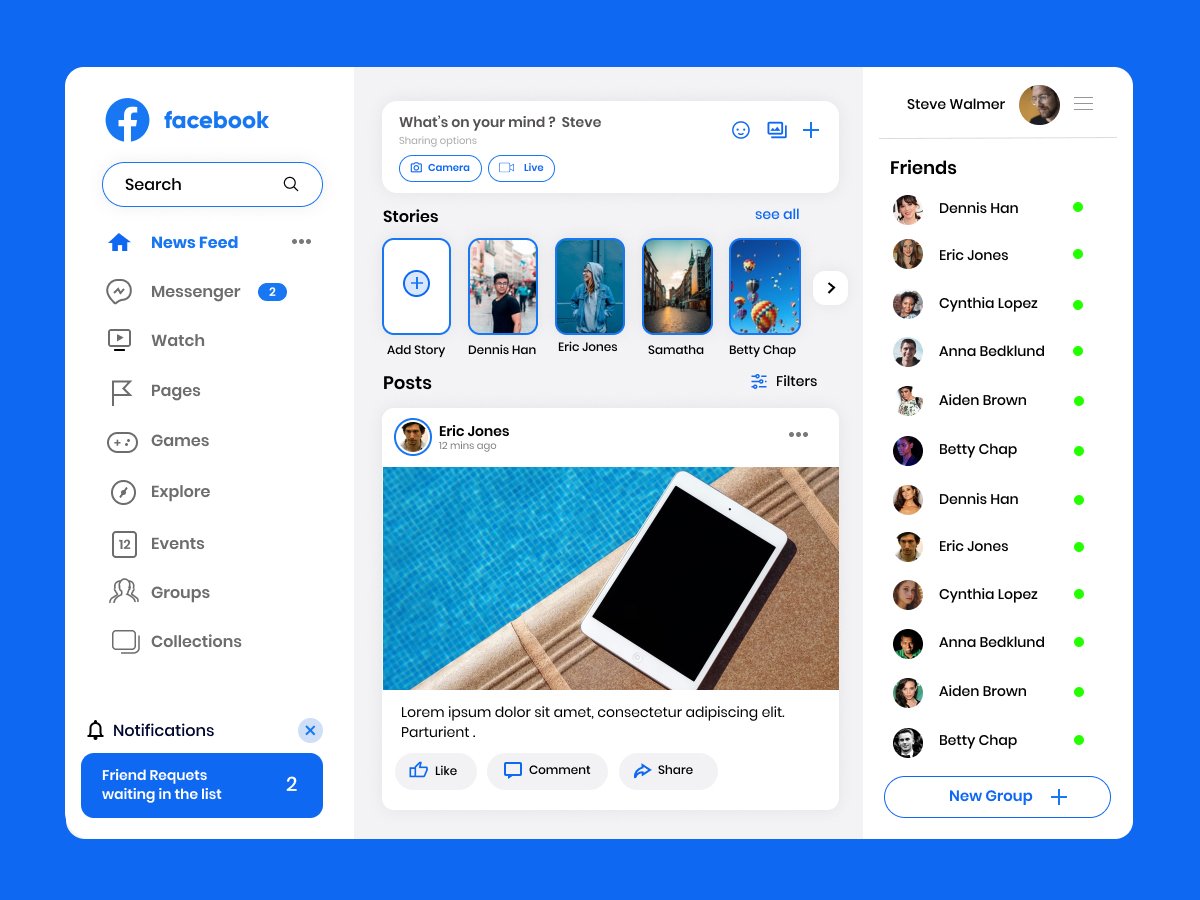 facebook
Search
News Feed
Messenger 2
Watch
Pages
Games
Explore
12 Events
Groups
Collections
Notifications
Friend Requets
waiting in the list
2
What's on your mind ? Steve
Sharing options
Camera Live
Stories see all
Add Story Dennis Han Eric Jones Samatha Betty Chap
Posts Filters
Eric Jones
12 mins ago
Lorem ipsum dolor sit amet, consectetur adipiscing elit.
Parturient .
Like Comment Share
Steve Walmer
Friends
Dennis Han
Eric Jones
Cynthia Lopez
Anna Bedklund
Aiden Brown
Betty Chap
Dennis Han
Eric Jones
Cynthia Lopez
Anna Bedklund
Aiden Brown
Betty Chap
New Group